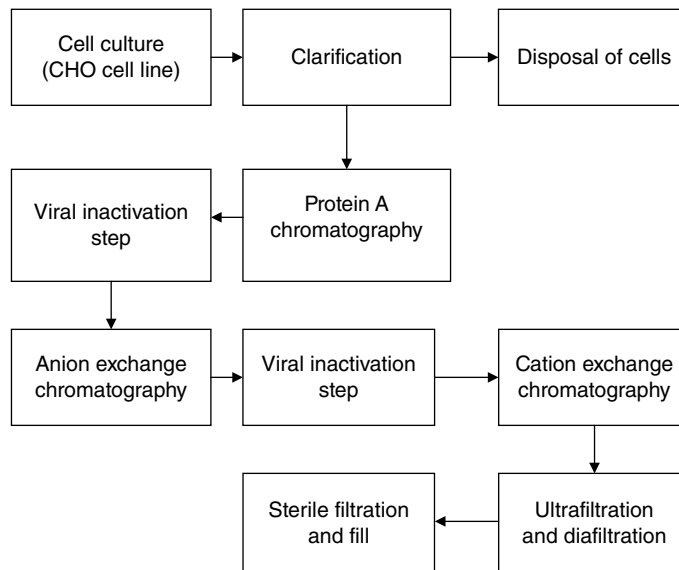 Cell culture
(CHO cell line)
Clarification
Disposal of cells
Viral inactivation
step
Protein A
chromatography
Anion exchange
chromatography
Viral inactivation
step
Cation exchange
chromatography
Sterile filtration
and fill
Ultrafiltration
and diafiltration